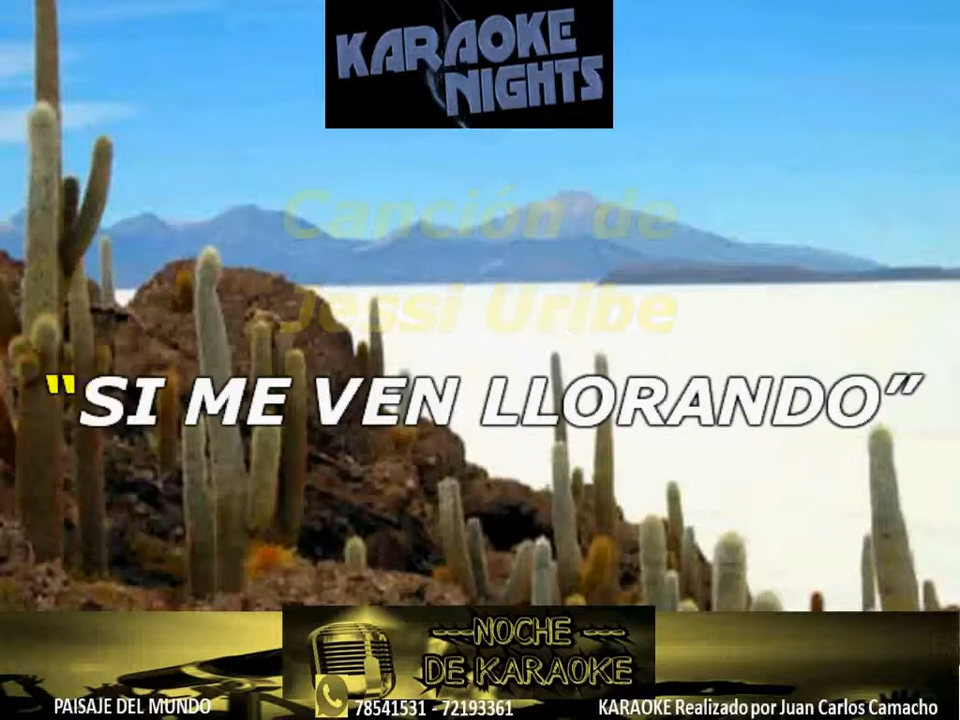 KARAOKE
NIGHTS
Canción de
Jessi Uribe
“SI ME VEN LLORANDO”
---NOCHE ---
DE KARAOKE
PAISAJE DEL MUNDO
78541531 - 72193361
KARAOKE Realizado por Juan Carlos Camacho